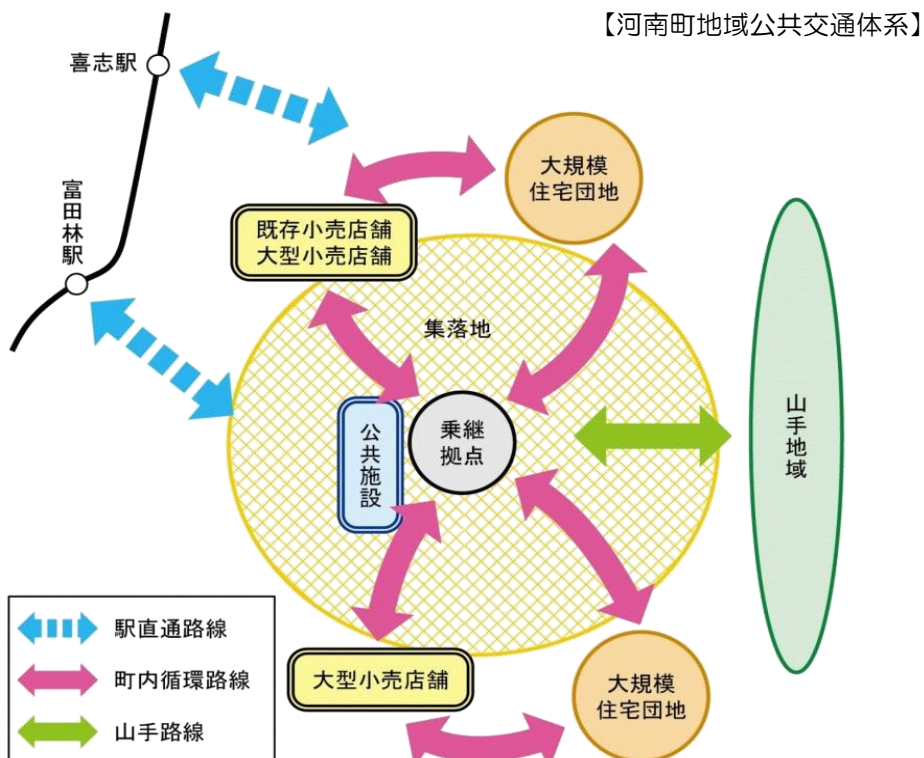 【河南町地域公共交通体系】
喜志駅
富田林駅
大規模
住宅団地
既存小売店舗
大型小売店舗
集落地
乗継
拠点
公共施設
山手地域
大型小売店舗
大規模
住宅団地
駅直通路線
町内循環路線
山手路線